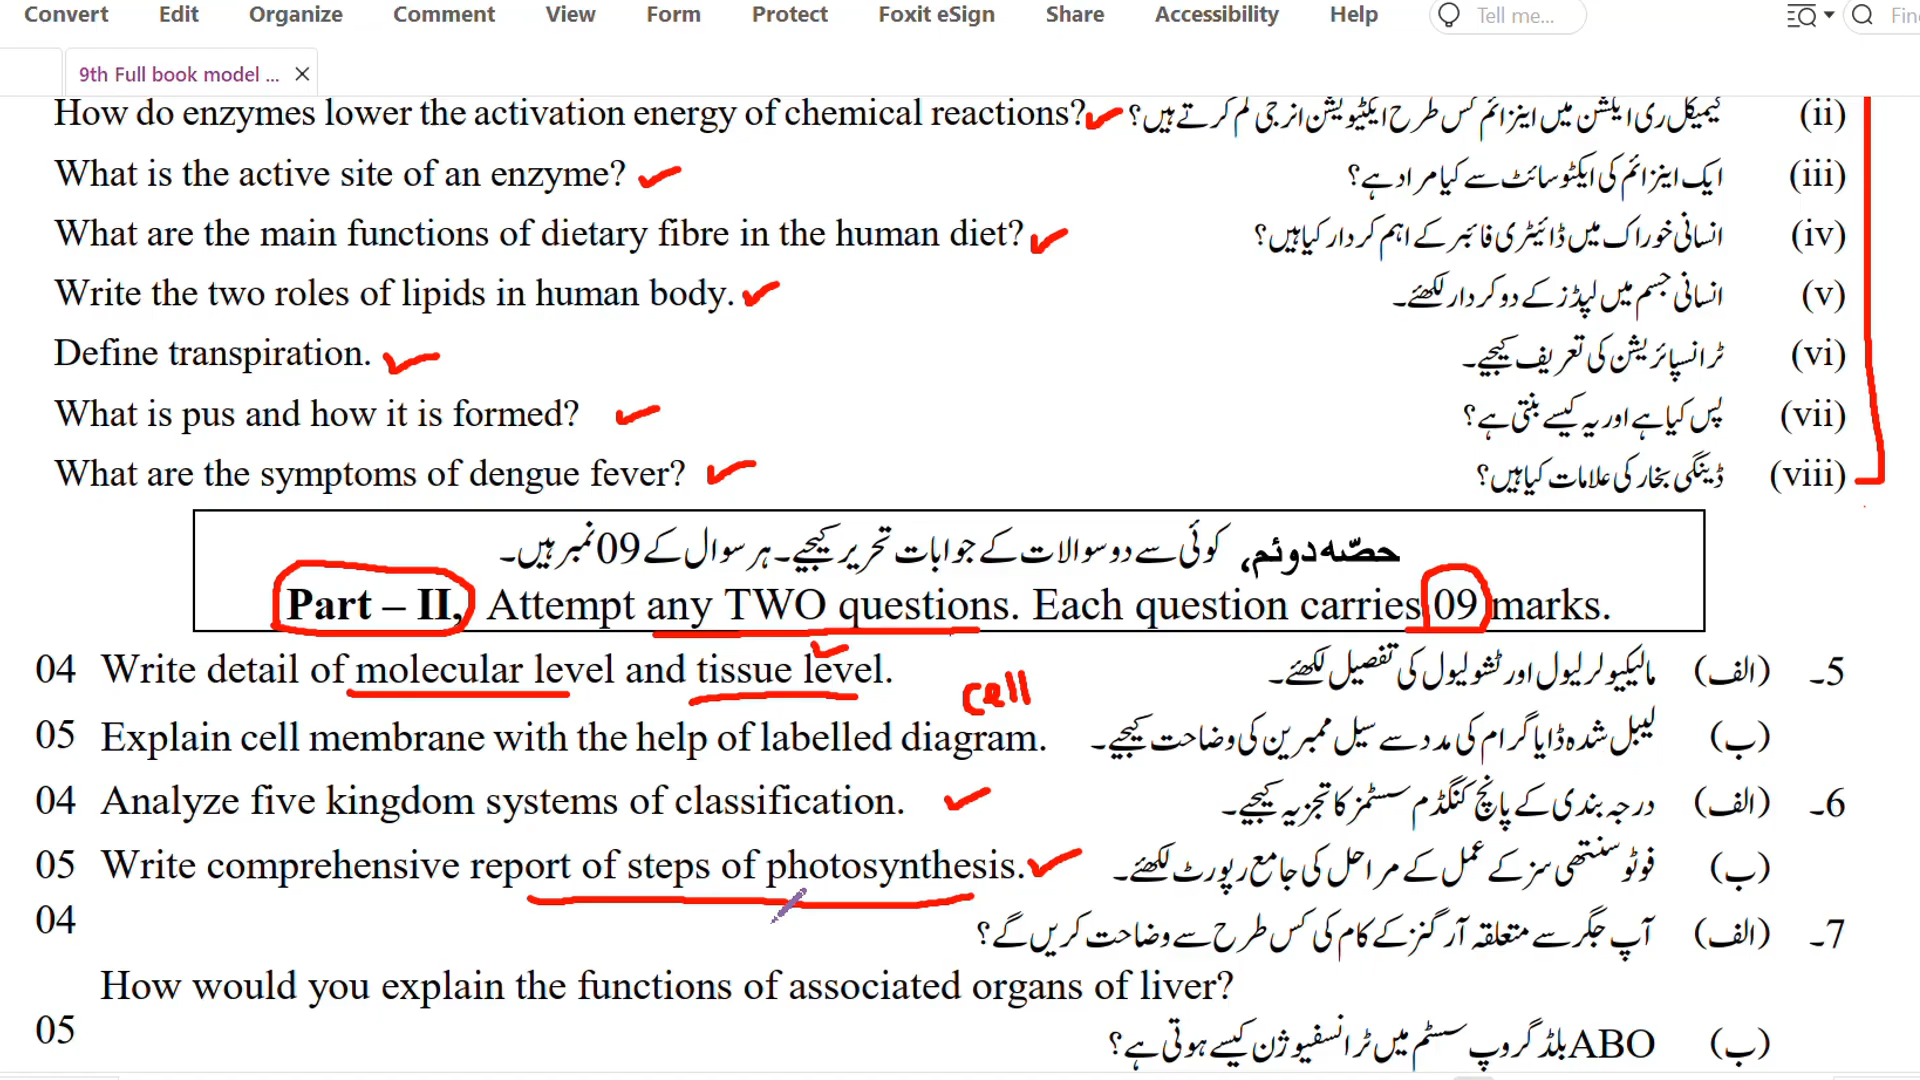 Convert Edit Organize Comment View Form Protect Foxit eSign Share Accessibility Help Tell me... Find
9th Full book model ...
How do enzymes lower the activation energy of chemical reactions? کیمیکل ری ایکشن میں اینزائم کس طرح ایکٹیویشن انرجی کم کرتے ہیں؟ (ii)
What is the active site of an enzyme? ایک اینزائم کی ایکٹو سائٹ سے کیا مراد ہے؟ (iii)
What are the main functions of dietary fibre in the human diet? انسانی خوراک میں ڈائیٹری فائبر کے اہم کردار کیا ہیں؟ (iv)
Write the two roles of lipids in human body. انسانی جسم میں لپڈز کے دو کردار لکھئے۔ (v)
Define transpiration. ٹرانسپائریشن کی تعریف کیجیے۔ (vi)
What is pus and how it is formed? پس کیا ہے اور یہ کیسے بنتی ہے؟ (vii)
What are the symptoms of dengue fever? ڈینگی بخار کی علامات کیا ہیں؟ (viii)
حصّہ دوئم، کوئی سے دو سوالات کے جوابات تحریر کیجیے۔ ہر سوال کے 09 نمبر ہیں۔
Part – II, Attempt any TWO questions. Each question carries 09 marks.
04 Write detail of molecular level and tissue level. مالیکیولر لیول اور ٹشو لیول کی تفصیل لکھئے۔ (الف) 5۔
cell
05 Explain cell membrane with the help of labelled diagram. لیبل شدہ ڈایاگرام کی مدد سے سیل ممبرین کی وضاحت کیجیے۔ (ب)
04 Analyze five kingdom systems of classification. درجہ بندی کے پانچ کنگڈم سسٹمز کا تجزیہ کیجیے۔ (الف) 6۔
05 Write comprehensive report of steps of photosynthesis. فوٹو سنتھی سز کے عمل کے مراحل کی جامع رپورٹ لکھئے۔ (ب)
04 آپ جگر سے متعلقہ آرگنز کے کام کی کس طرح سے وضاحت کریں گے؟ (الف) 7۔
How would you explain the functions of associated organs of liver?
05 ABO بلڈ گروپ سسٹم میں ٹرانسفیوژن کیسے ہوتی ہے؟ (ب)